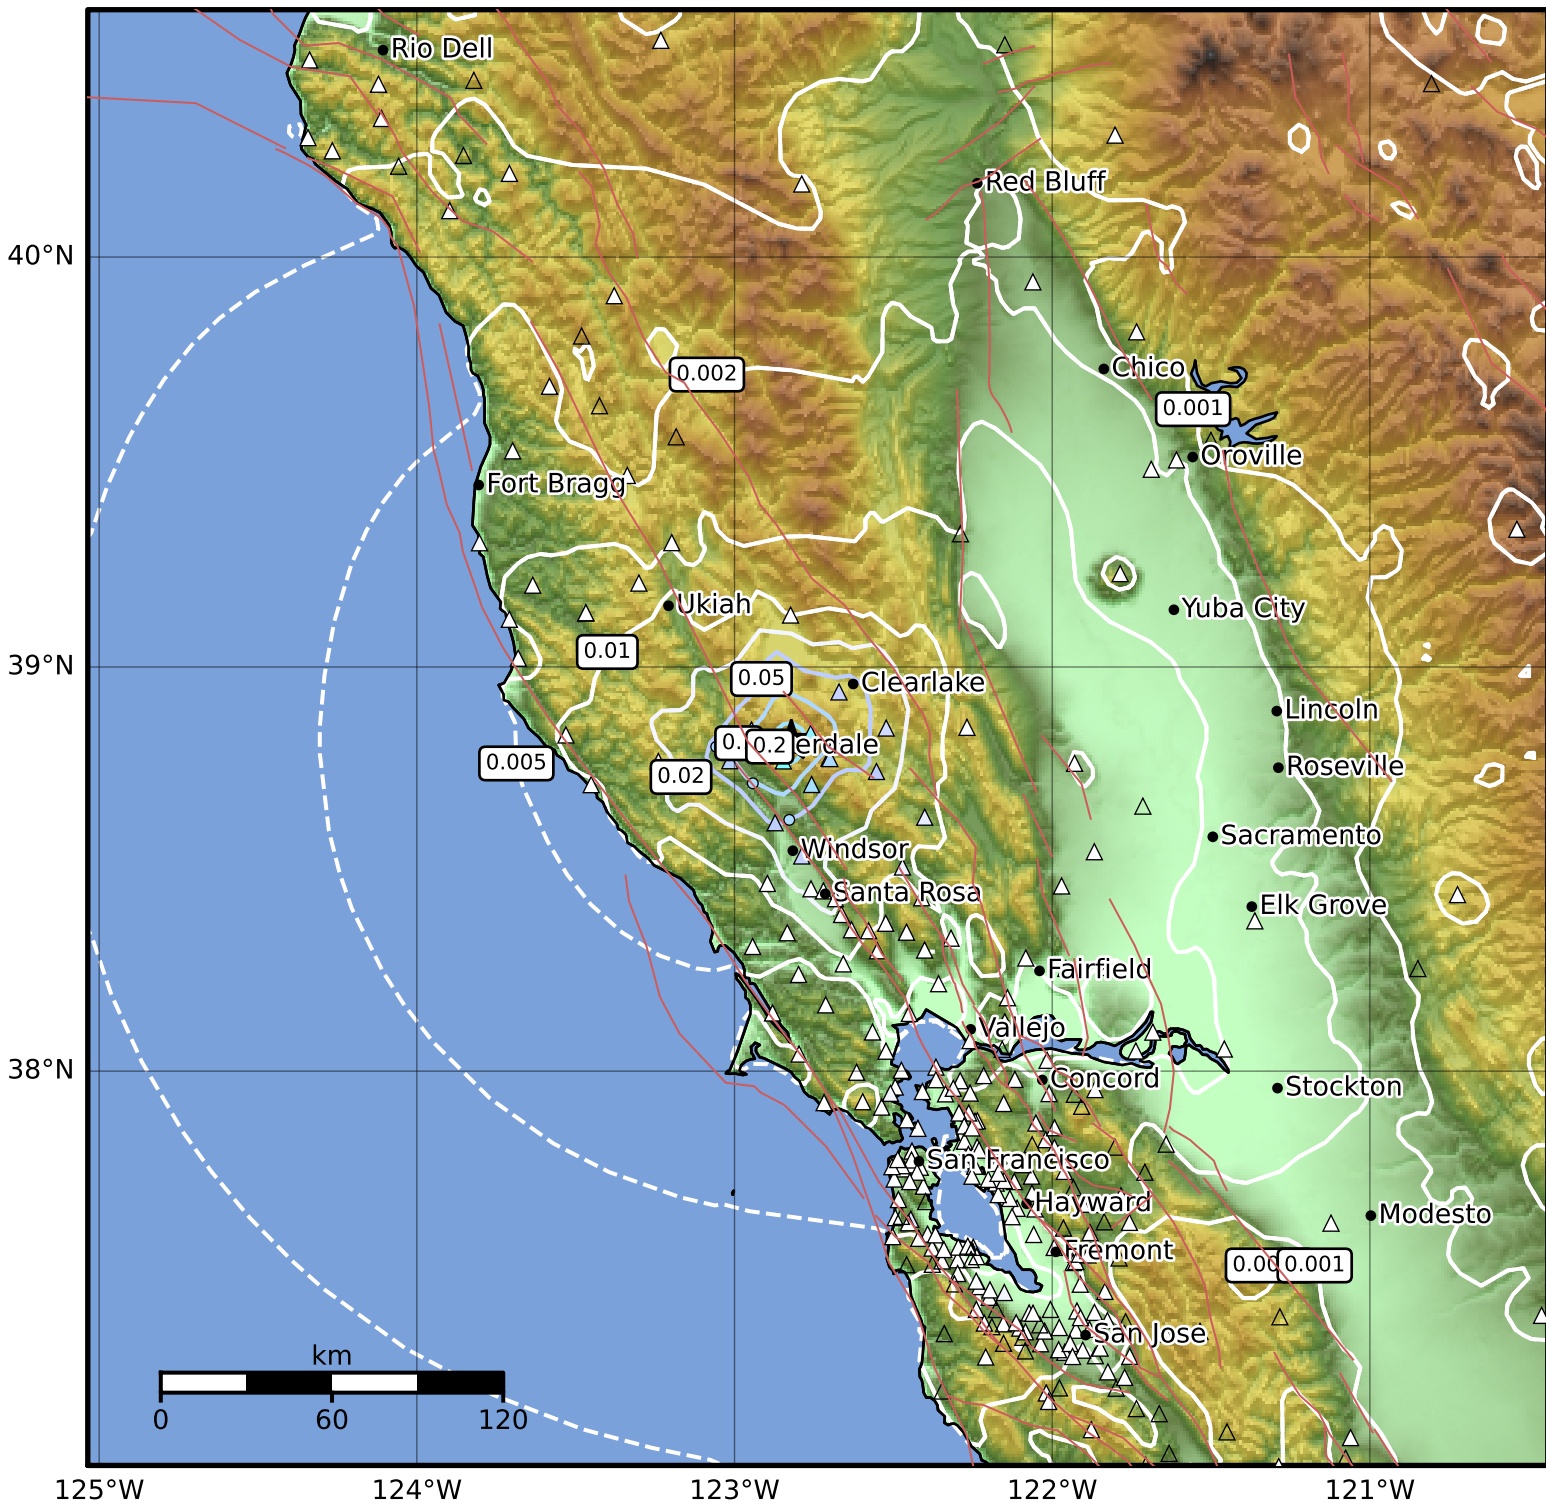 Rio Dell
Red Bluff
40°N
0.002
Chico
0.001
Oroville
Fort Bragg
Ukiah
Yuba City
0.01
39°N
0.05
Clearlake
Lincoln
0.2
erdale
0.005
0.02
Roseville
Sacramento
Windsor
Santa Rosa
Elk Grove
Fairfield
Vallejo
38°N
Concord
Stockton
San Francisco
Hayward
Modesto
Fremont
0.001
San Jose
km
0
60
120
125°W
124°W
123°W
122°W
121°W